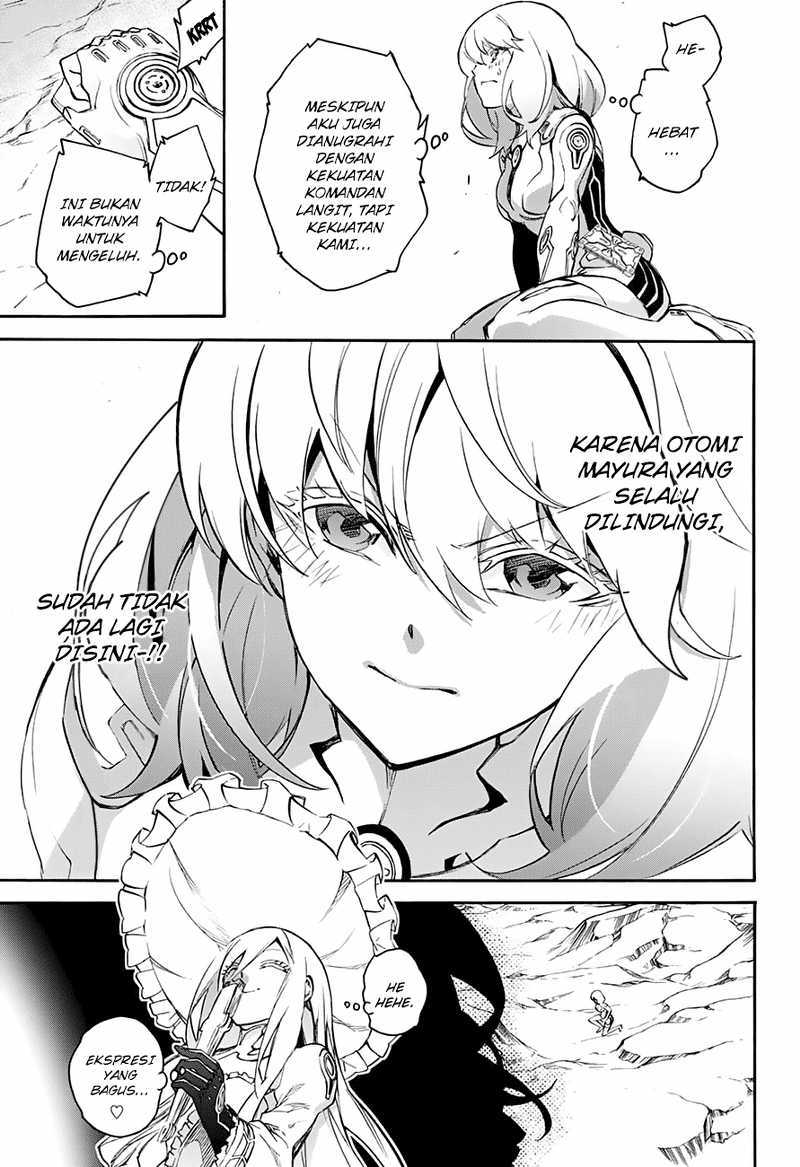 HE-
HEBAT
...
MESKIPUN
AKU JUGA
DIANUGRAHI
DENGAN
KEKUATAN
KOMANDAN
LANGIT, TAPI
KEKUATAN
KAMI...
KRRT
TIDAK!
INI BUKAN
WAKTUNYA
UNTUK
MENGELUH.
KARENA OTOMI
MAYURA YANG
SELALU
DILINDUNGI,
SUDAH TIDAK
ADA LAGI
DISINI-!!
HE
HEHE.
EKSPRESI
YANG
BAGUS...
♡